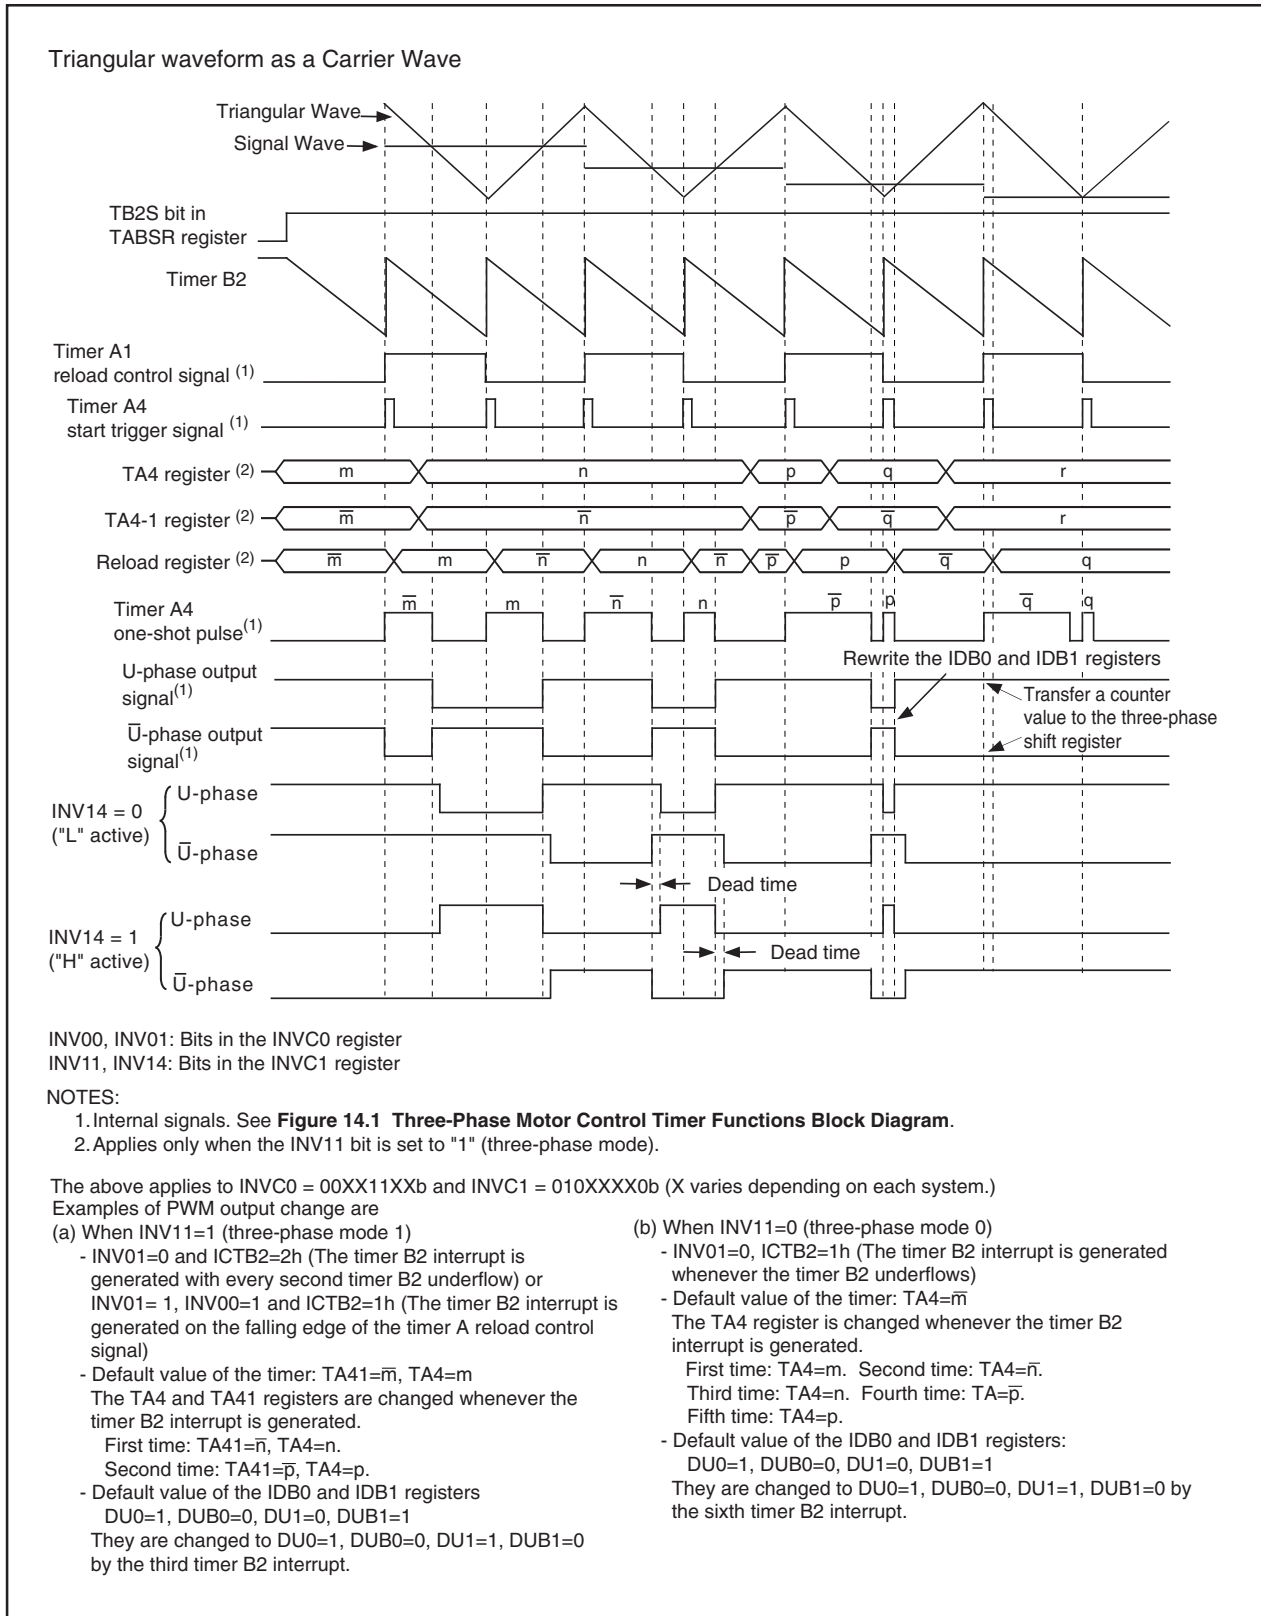 Triangular waveform as a Carrier Wave
Triangular Wave
Signal Wave
TB2S bit in
TABSR register
Timer B2
Timer A1
reload control signal (1)
Timer A4
start trigger signal (1)
TA4 register (2) m n p q r
TA4-1 register (2) m̅ n̅ p̅ q̅ r
Reload register (2) m̅ m n̅ n n̅ p̅ p q̅ q
Timer A4
one-shot pulse(1)
m̅ m n̅ n p̅ p q̅ q
Rewrite the IDB0 and IDB1 registers
U-phase output
signal(1)
Transfer a counter
value to the three-phase
shift register
U̅-phase output
signal(1)
INV14 = 0
("L" active)
U-phase
U̅-phase
Dead time
INV14 = 1
("H" active)
U-phase
Dead time
U̅-phase
INV00, INV01: Bits in the INVC0 register
INV11, INV14: Bits in the INVC1 register
NOTES:
1. Internal signals. See Figure 14.1 Three-Phase Motor Control Timer Functions Block Diagram.
2. Applies only when the INV11 bit is set to "1" (three-phase mode).
The above applies to INVC0 = 00XX11XXb and INVC1 = 010XXXX0b (X varies depending on each system.)
Examples of PWM output change are
(a) When INV11=1 (three-phase mode 1)
- INV01=0 and ICTB2=2h (The timer B2 interrupt is
generated with every second timer B2 underflow) or
INV01= 1, INV00=1 and ICTB2=1h (The timer B2 interrupt is
generated on the falling edge of the timer A reload control
signal)
- Default value of the timer: TA41=m̅, TA4=m
The TA4 and TA41 registers are changed whenever the
timer B2 interrupt is generated.
First time: TA41=n̅, TA4=n.
Second time: TA41=p̅, TA4=p.
- Default value of the IDB0 and IDB1 registers
DU0=1, DUB0=0, DU1=0, DUB1=1
They are changed to DU0=1, DUB0=0, DU1=1, DUB1=0
by the third timer B2 interrupt.
(b) When INV11=0 (three-phase mode 0)
- INV01=0, ICTB2=1h (The timer B2 interrupt is generated
whenever the timer B2 underflows)
- Default value of the timer: TA4=m̅
The TA4 register is changed whenever the timer B2
interrupt is generated.
First time: TA4=m. Second time: TA4=n̅.
Third time: TA4=n. Fourth time: TA=p̅.
Fifth time: TA4=p.
- Default value of the IDB0 and IDB1 registers:
DU0=1, DUB0=0, DU1=0, DUB1=1
They are changed to DU0=1, DUB0=0, DU1=1, DUB1=0 by
the sixth timer B2 interrupt.